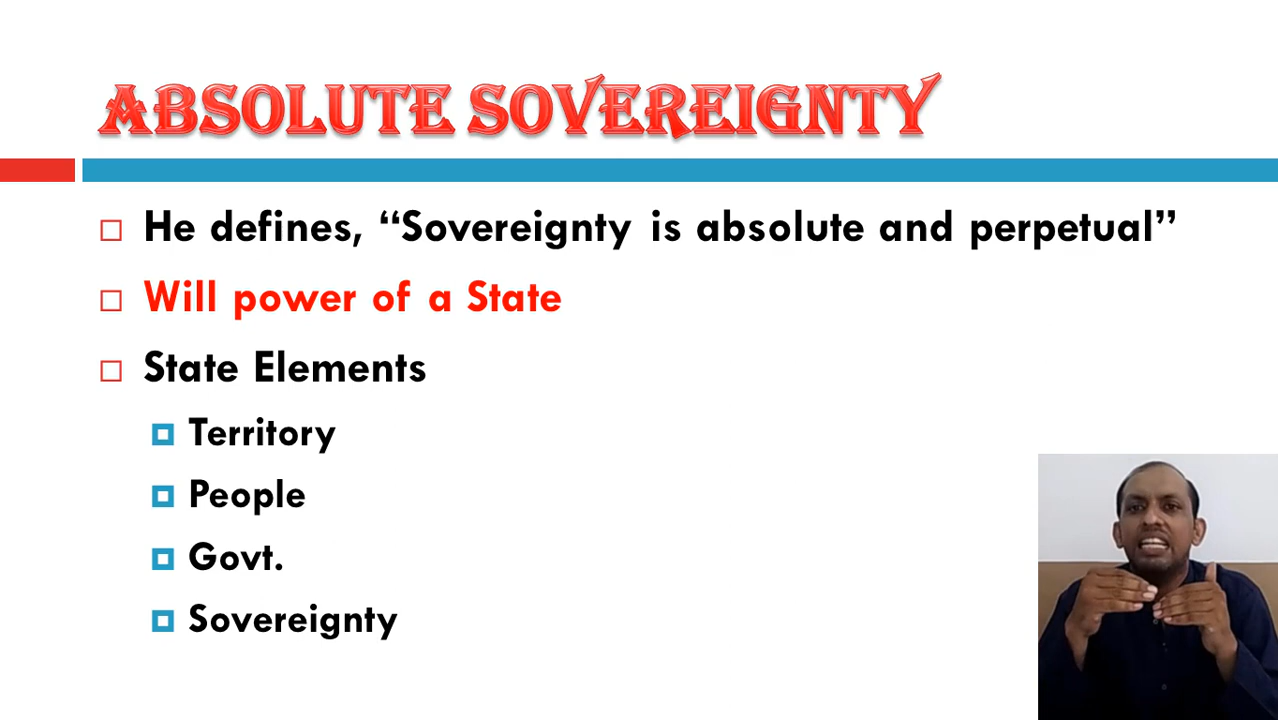 ABSOLUTE SOVEREIGNTY
He defines, “Sovereignty is absolute and perpetual”
Will power of a State
State Elements
Territory
People
Govt.
Sovereignty